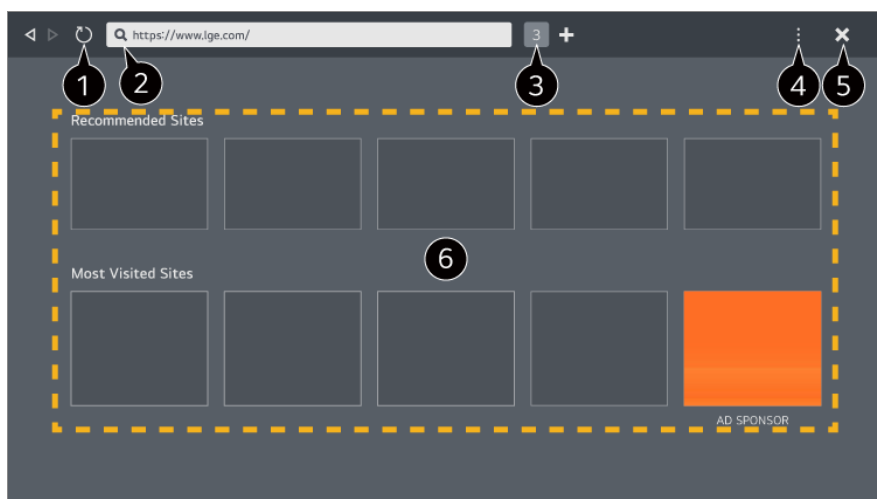 https://www.lge.com/ 3
1 2 3 4 5
Recommended Sites
6
Most Visited Sites
AD SPONSOR